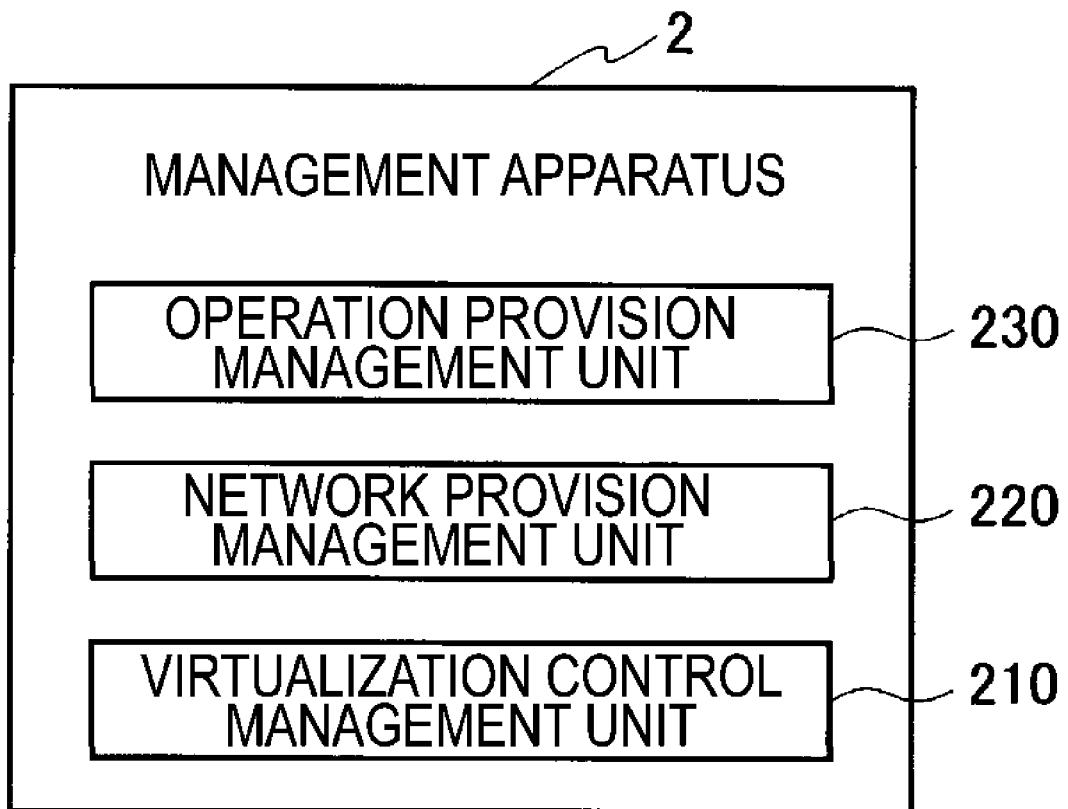 2
MANAGEMENT APPARATUS
OPERATION PROVISION
MANAGEMENT UNIT
230
NETWORK PROVISION
MANAGEMENT UNIT
220
VIRTUALIZATION CONTROL
MANAGEMENT UNIT
210